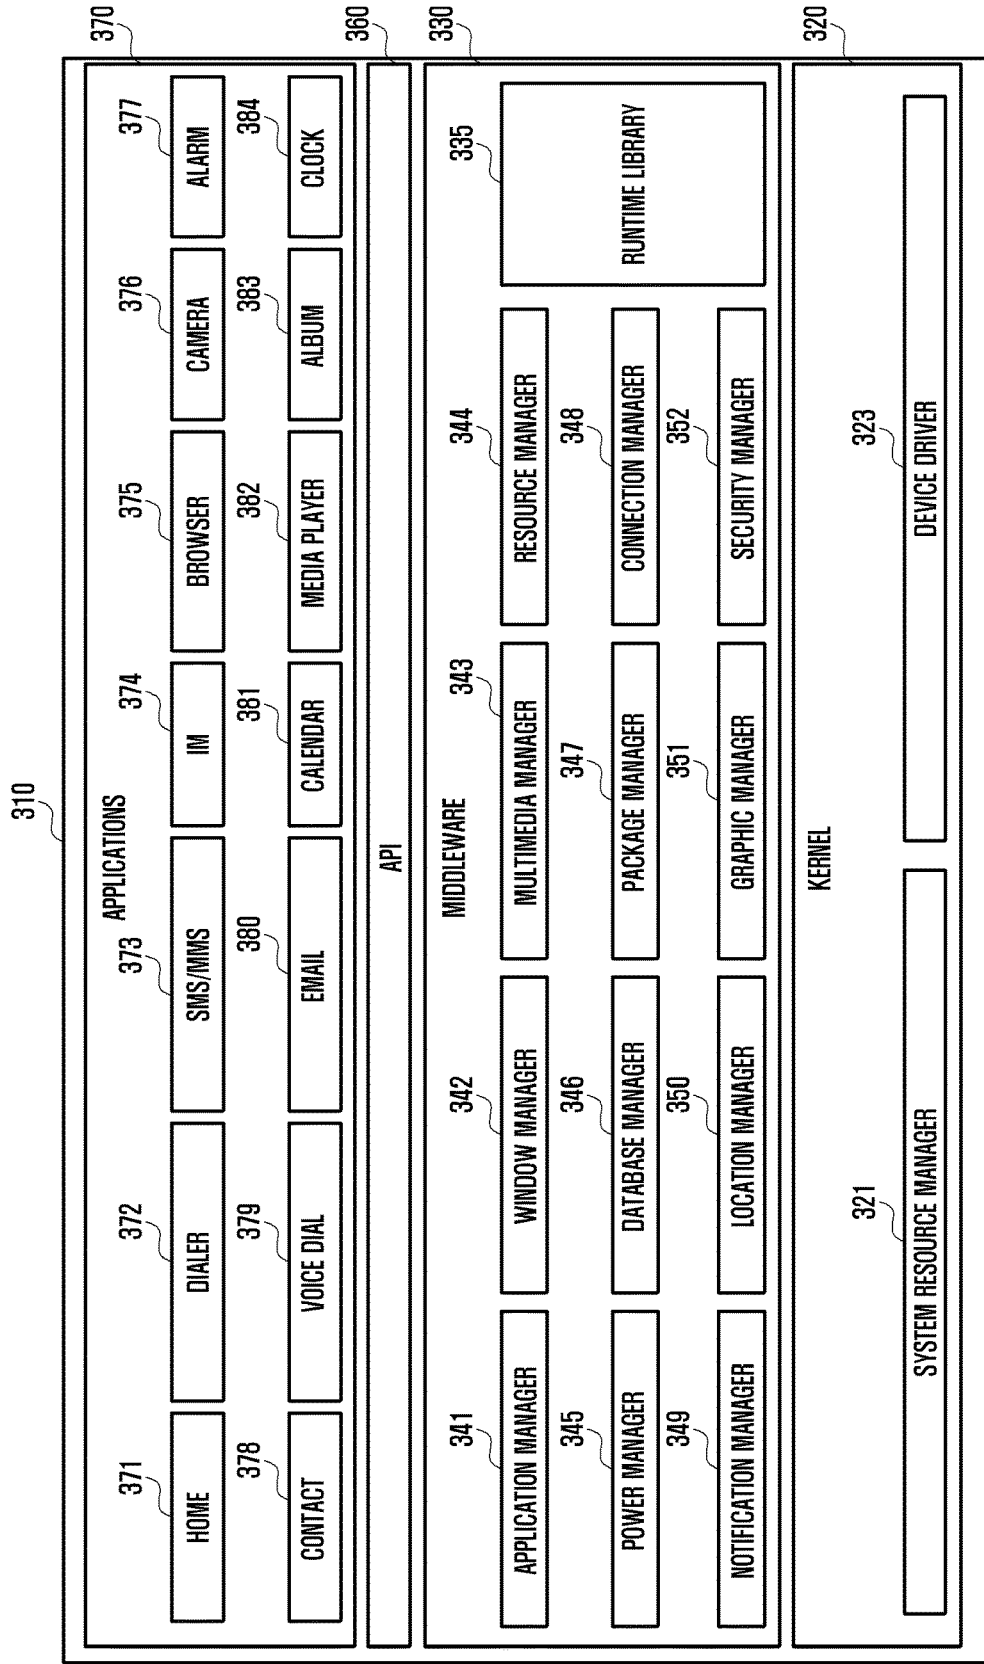 310
APPLICATIONS
370
371
372
373
374
375
376
377
HOME
DIALER
SMS/MMS
IM
BROWSER
CAMERA
ALARM
378
379
380
381
382
383
384
CONTACT
VOICE DIAL
EMAIL
CALENDAR
MEDIA PLAYER
ALBUM
CLOCK
API
360
MIDDLEWARE
330
341
342
343
344
335
APPLICATION MANAGER
WINDOW MANAGER
MULTIMEDIA MANAGER
RESOURCE MANAGER
RUNTIME LIBRARY
345
346
347
348
POWER MANAGER
DATABASE MANAGER
PACKAGE MANAGER
CONNECTION MANAGER
349
350
351
352
NOTIFICATION MANAGER
LOCATION MANAGER
GRAPHIC MANAGER
SECURITY MANAGER
KERNEL
320
321
323
SYSTEM RESOURCE MANAGER
DEVICE DRIVER